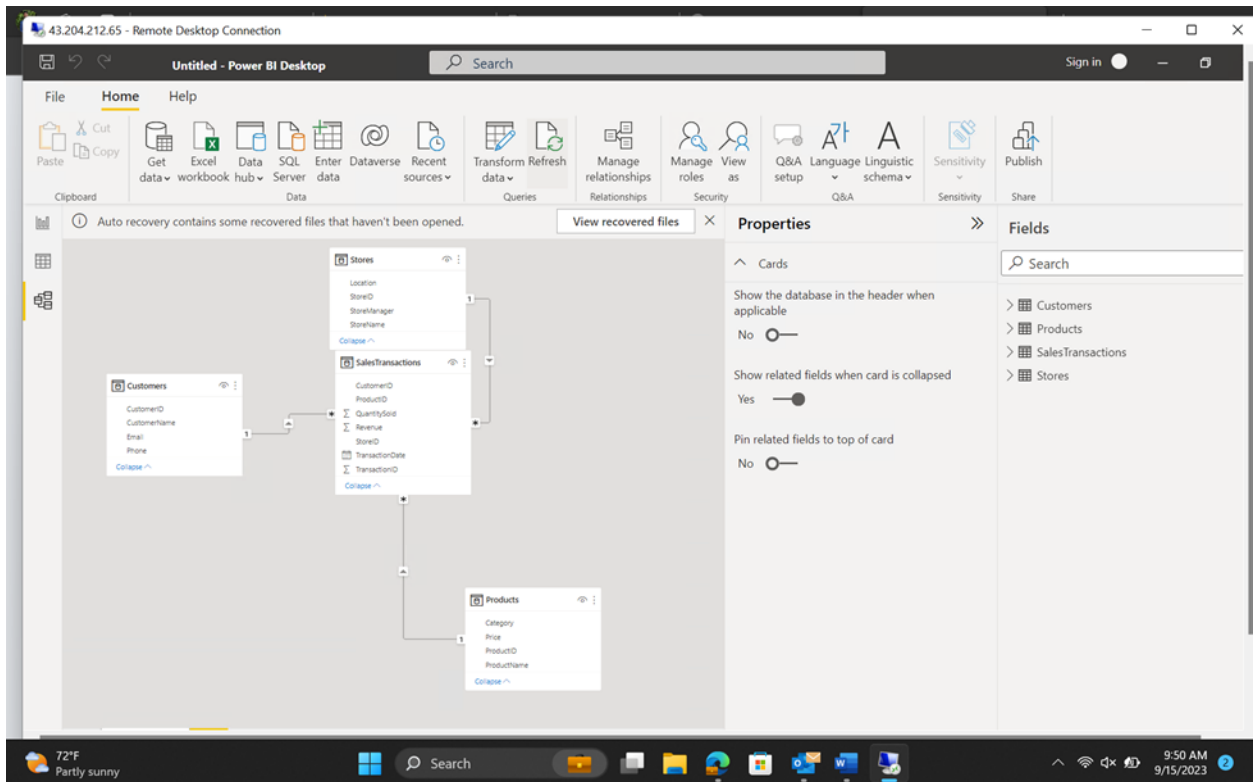 43.204.212.65 - Remote Desktop Connection
Untitled - Power BI Desktop
Search
Sign in
File Home Help
Paste
Cut
Copy
Get data
Excel workbook
Data hub
SQL Server
Enter data
Dataverse
Recent sources
Transform data
Refresh
Manage relationships
Manage roles
View as
Q&A setup
Language
Linguistic schema
Sensitivity
Publish
Clipboard
Data
Queries
Relationships
Security
Q&A
Sensitivity
Share
Auto recovery contains some recovered files that haven't been opened.
View recovered files
Stores
Location
StoreID
StoreManager
StoreName
Collapse
1
*
SalesTransactions
CustomerID
ProductID
QuantitySold
Revenue
StoreID
TransactionDate
TransactionID
Collapse
Customers
CustomerID
CustomerName
Email
Phone
Collapse
1
*
*
1
Products
Category
Price
ProductID
ProductName
Collapse
Properties
Cards
Show the database in the header when
applicable
No
Show related fields when card is collapsed
Yes
Pin related fields to top of card
No
Fields
Search
Customers
Products
SalesTransactions
Stores
72°F
Partly sunny
Search
9:50 AM
9/15/2023
2